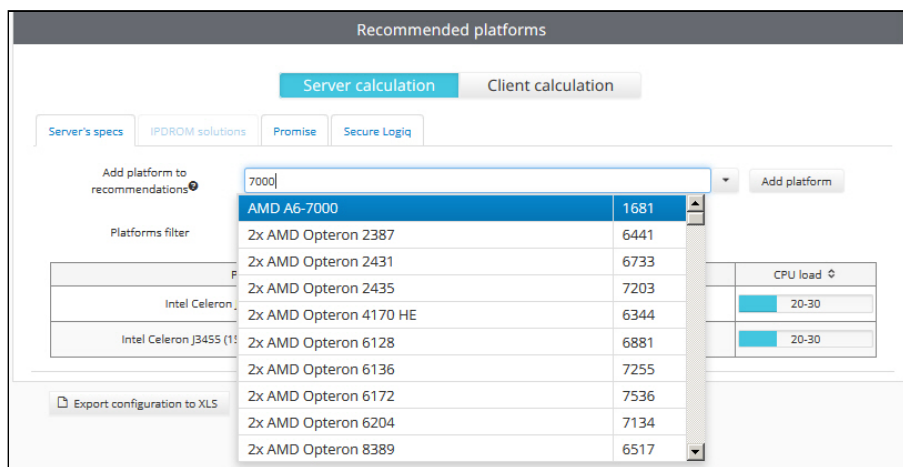 Recommended platforms
Server calculation Client calculation
Server's specs IPDROM solutions Promise Secure Logiq
Add platform to
recommendations? 7000 Add platform
AMD A6-7000 1681
Platforms filter
2x AMD Opteron 2387 6441
2x AMD Opteron 2431 6733
2x AMD Opteron 2435 7203
CPU load
Intel Celeron
2x AMD Opteron 4170 HE 6344
20-30
2x AMD Opteron 6128 6881
Intel Celeron J3455 (15
2x AMD Opteron 6136 7255
20-30
2x AMD Opteron 6172 7536
Export configuration to XLS
2x AMD Opteron 6204 7134
2x AMD Opteron 8389 6517